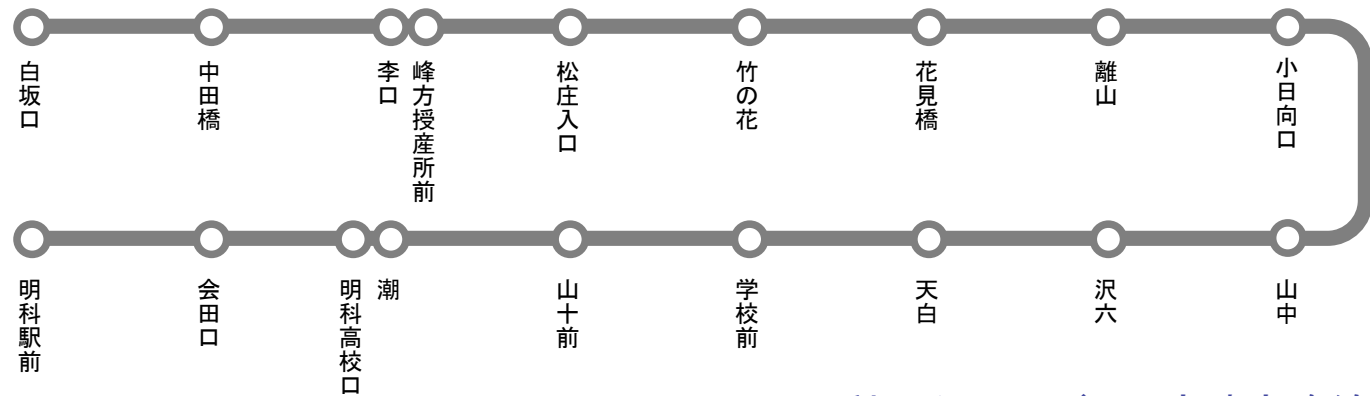 白坂口
中田橋
李口
峰方授産所前
松庄入口
竹の花
花見橋
離山
小日向口
明科駅前
会田口
明科高校口
潮
山十前
学校前
天白
沢六
山中